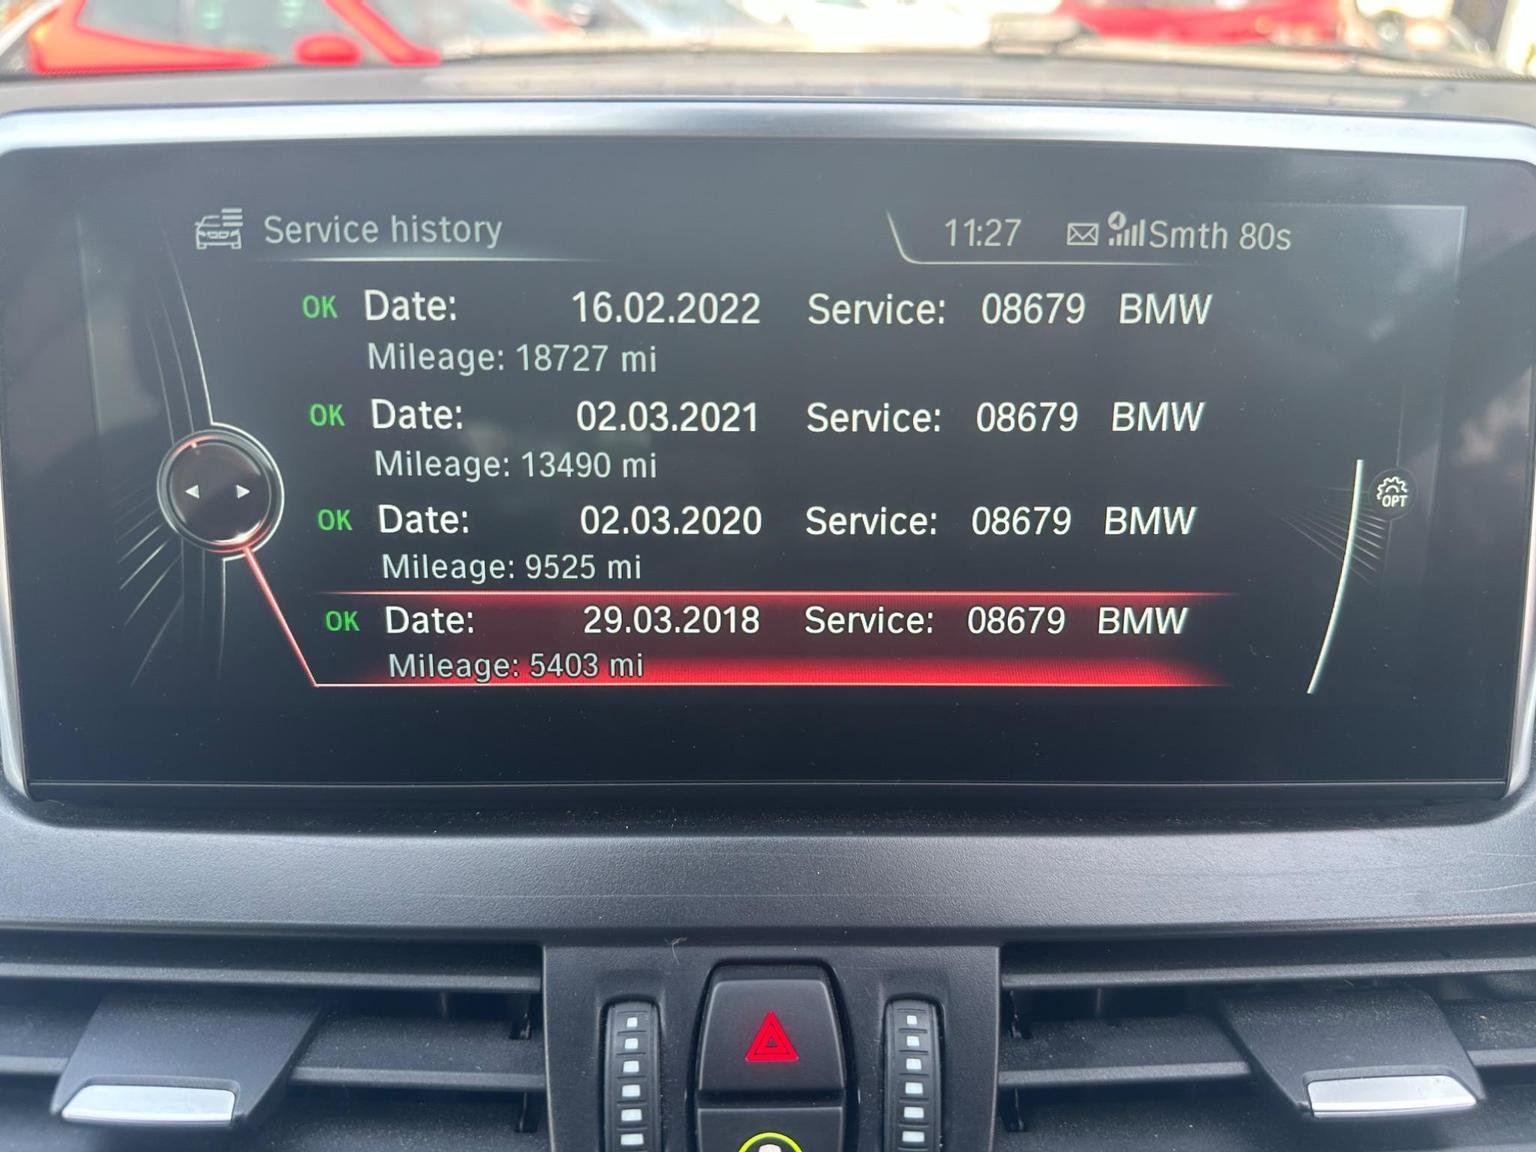 Service history 11:27 Smth 80s
OK Date: 16.02.2022 Service: 08679 BMW
Mileage: 18727 mi
OK Date: 02.03.2021 Service: 08679 BMW
Mileage: 13490 mi
OK Date: 02.03.2020 Service: 08679 BMW
Mileage: 9525 mi
OPT
OK Date: 29.03.2018 Service: 08679 BMW
Mileage: 5403 mi